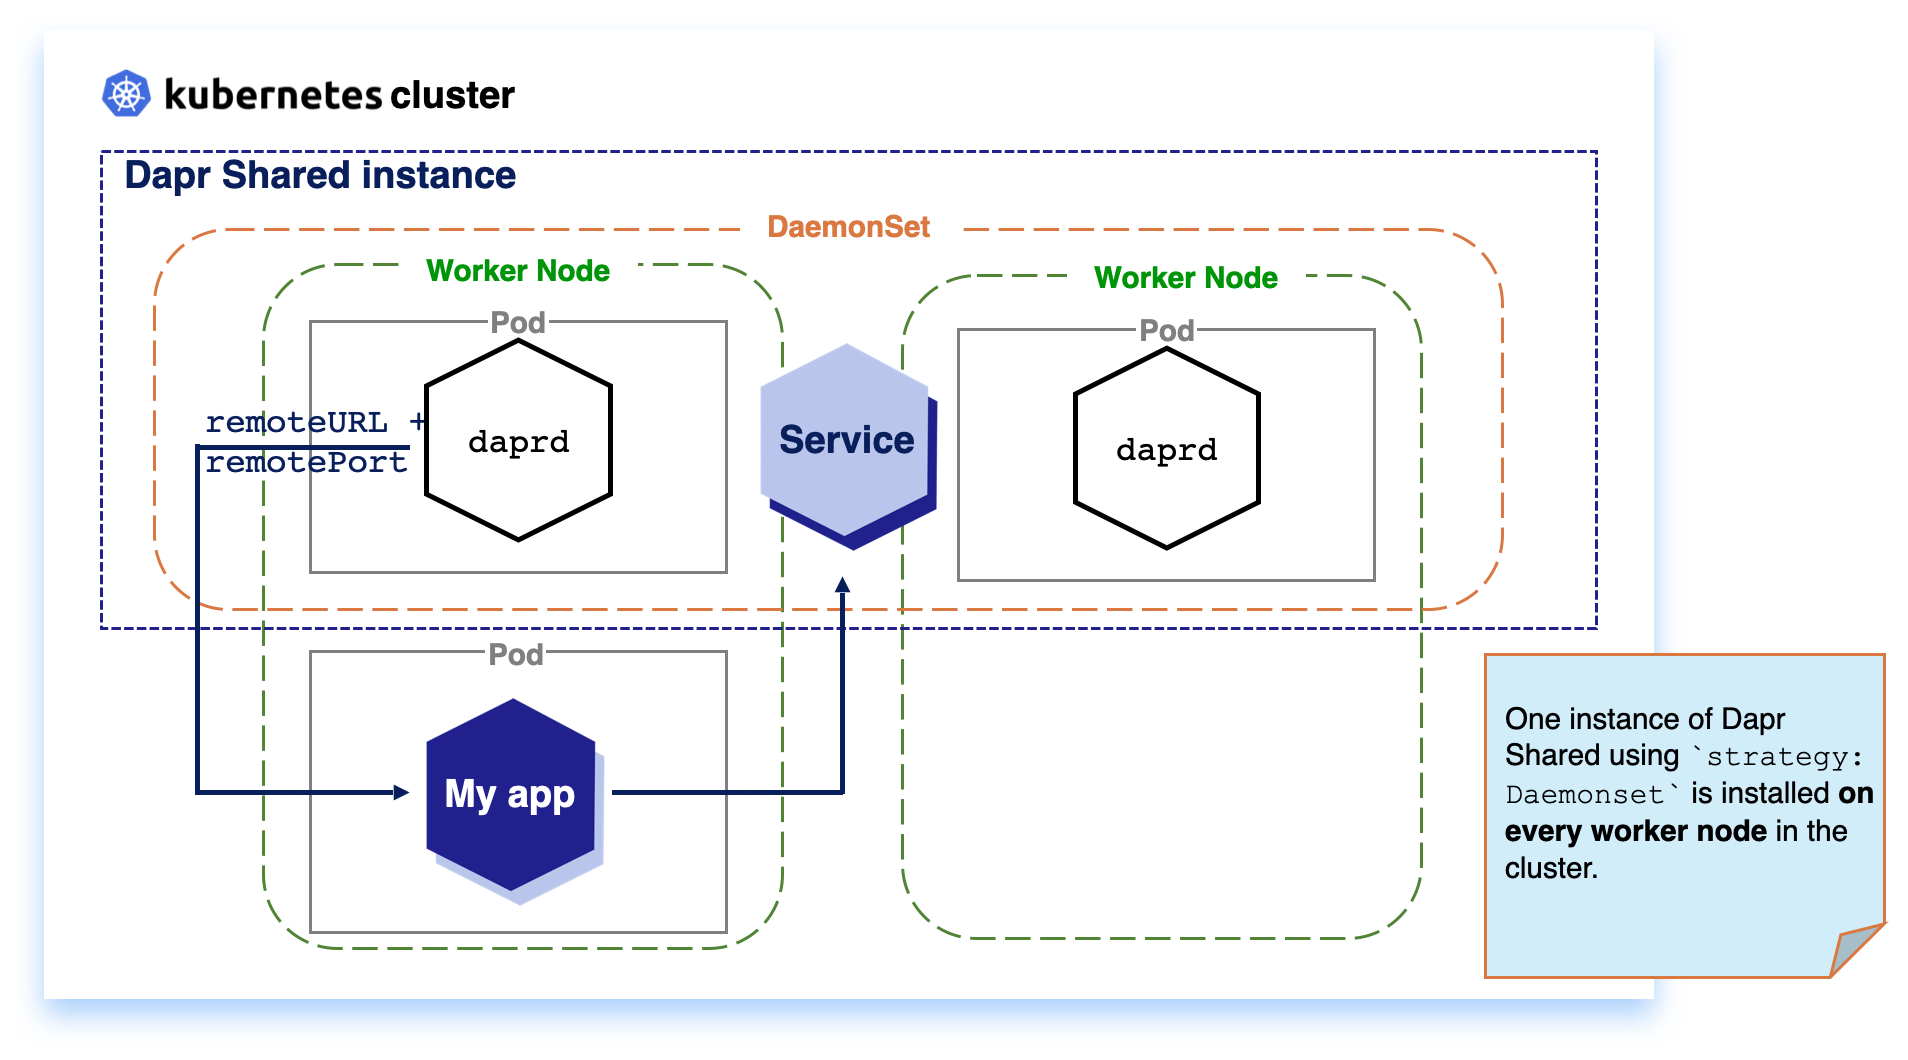 kubernetes cluster
Dapr Shared instance
DaemonSet
Worker Node
Worker Node
Pod
Pod
remoteURL +
remotePort
daprd
Service
daprd
Pod
My app
One instance of Dapr
Shared using `strategy:
Daemonset` is installed on
every worker node in the
cluster.